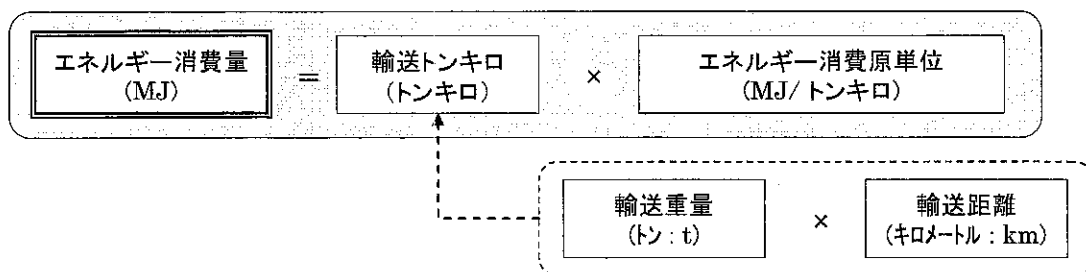 エネルギー消費量
(MJ)
=
輸送トンキロ
(トンキロ)
×
エネルギー消費原単位
(MJ/トンキロ)
輸送重量
(トン:t)
×
輸送距離
(キロメートル:km)